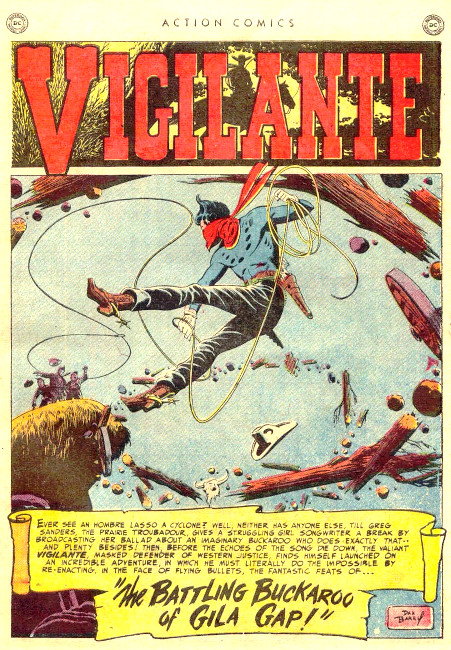 DC
ACTION COMICS
DC
VIGILANTE
EVER SEE AN HOMBRE LASSO A CYCLONE? WELL, NEITHER HAS ANYONE ELSE, TILL GREG
SANDERS, THE PRAIRIE TROUBADOUR, GIVES A STRUGGLING GIRL SONGWRITER A BREAK BY
BROADCASTING HER BALLAD ABOUT AN IMAGINARY BUCKAROO WHO DOES EXACTLY THAT--
AND PLENTY BESIDES! THEN, BEFORE THE ECHOES OF THE SONG DIE DOWN, THE VALIANT
VIGILANTE, MASKED DEFENDER OF WESTERN JUSTICE, FINDS HIMSELF LAUNCHED ON
AN INCREDIBLE ADVENTURE, IN WHICH HE MUST LITERALLY DO THE IMPOSSIBLE BY
RE-ENACTING, IN THE FACE OF FLYING BULLETS, THE FANTASTIC FEATS OF...
"The BATTLING BUCKAROO
of GILA GAP!"
DAN
BARRY